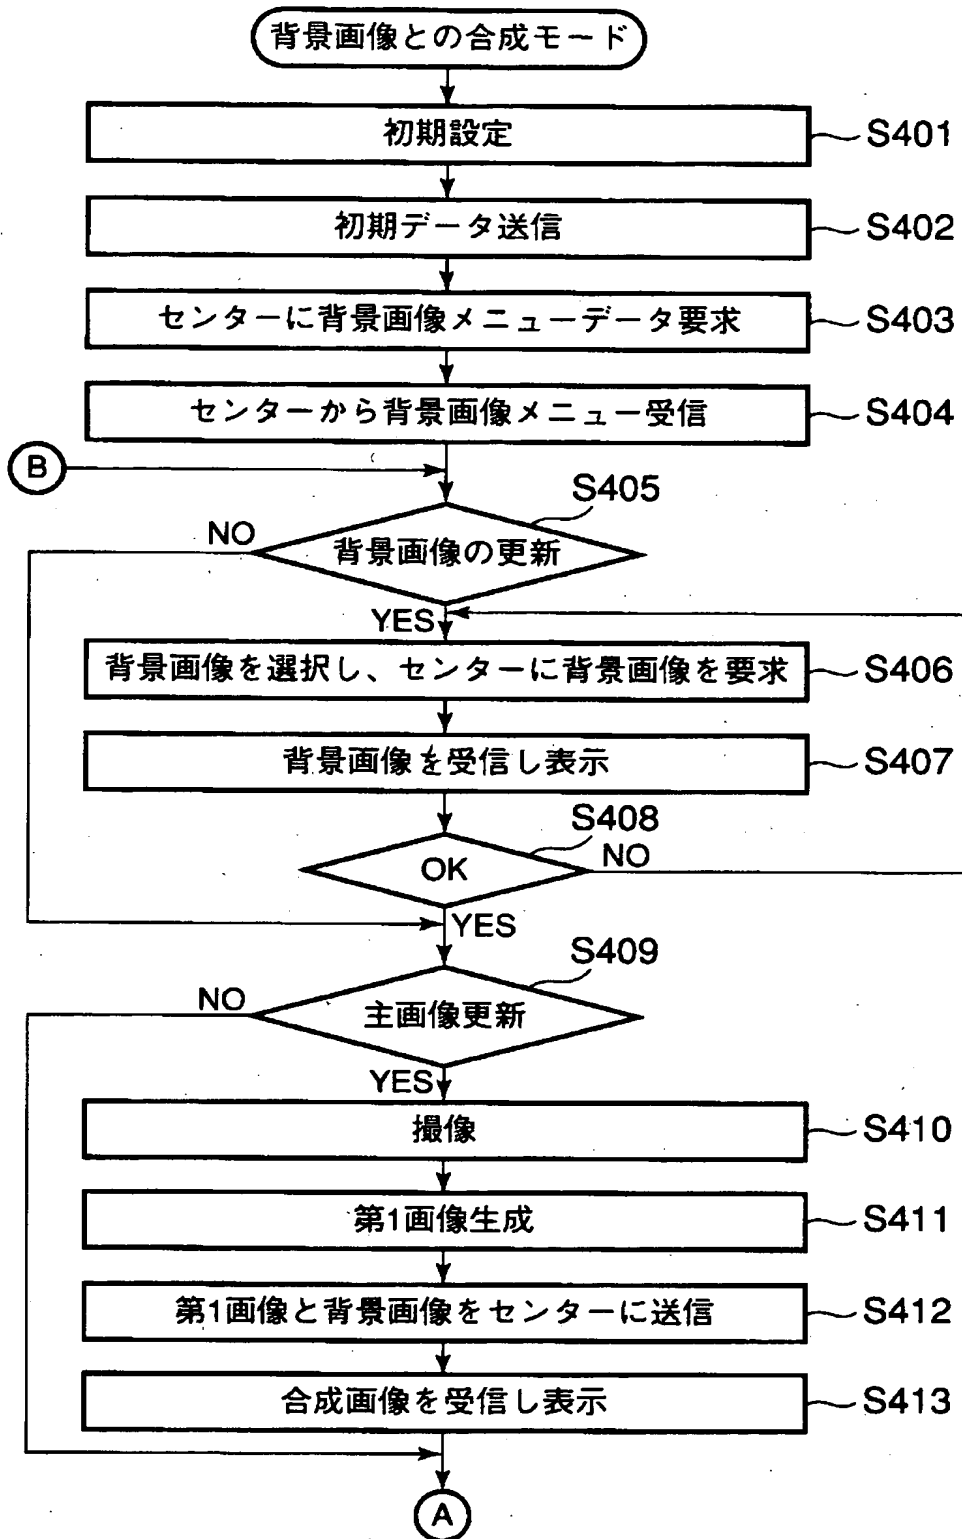 背景画像との合成モード
初期設定
S401
初期データ送信
S402
センターに背景画像メニューデータ要求
S403
センターから背景画像メニュー受信
S404
B
S405
NO
背景画像の更新
YES
背景画像を選択し、センターに背景画像を要求
S406
背景画像を受信し表示
S407
S408
OK
NO
YES
S409
NO
主画像更新
YES
撮像
S410
第1画像生成
S411
第1画像と背景画像をセンターに送信
S412
合成画像を受信し表示
S413
A